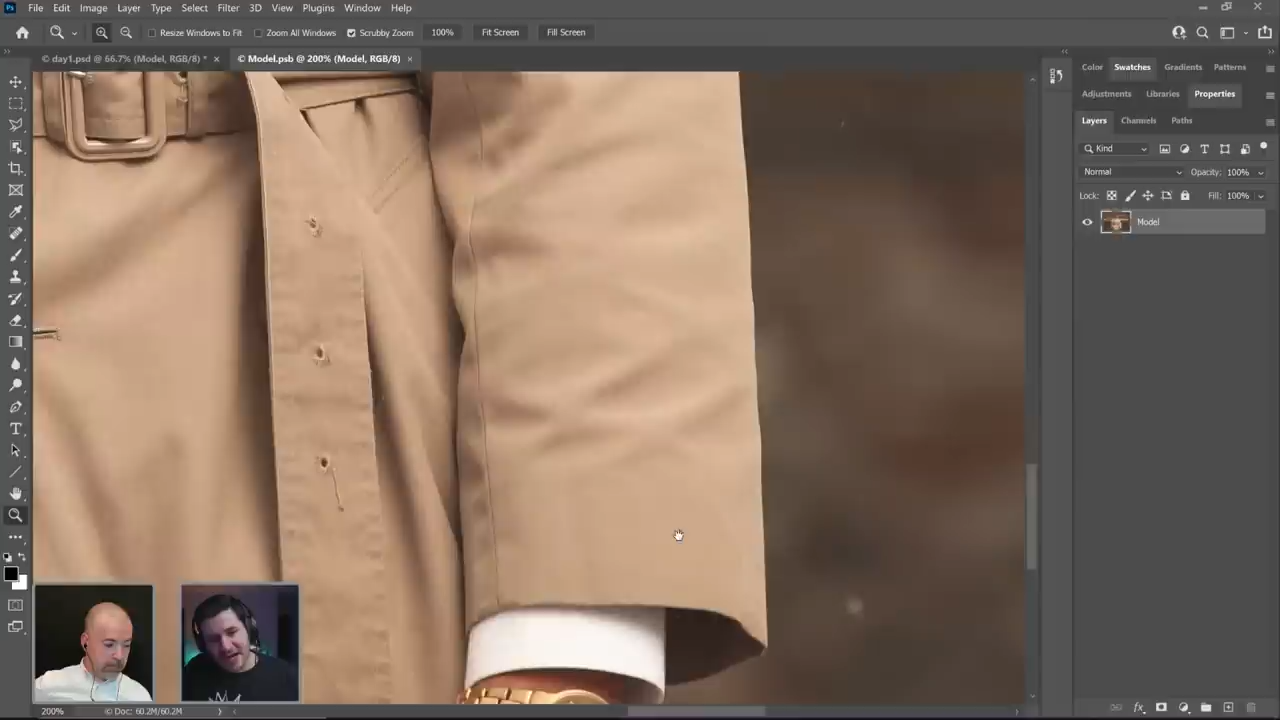 Ps File Edit Image Layer Type Select Filter 3D View Plugins Window Help
Resize Windows to Fit Zoom All Windows Scrubby Zoom 100% Fit Screen Fill Screen
© day1.psd @ 66.7% (Model, RGB/8) * × © Model.psb @ 200% (Model, RGB/8) ×
Color Swatches Gradients Patterns
Adjustments Libraries Properties
Layers Channels Paths
Kind
Normal Opacity: 100%
Lock: Fill: 100%
Model
200% © Doc: 60.2M/60.2M